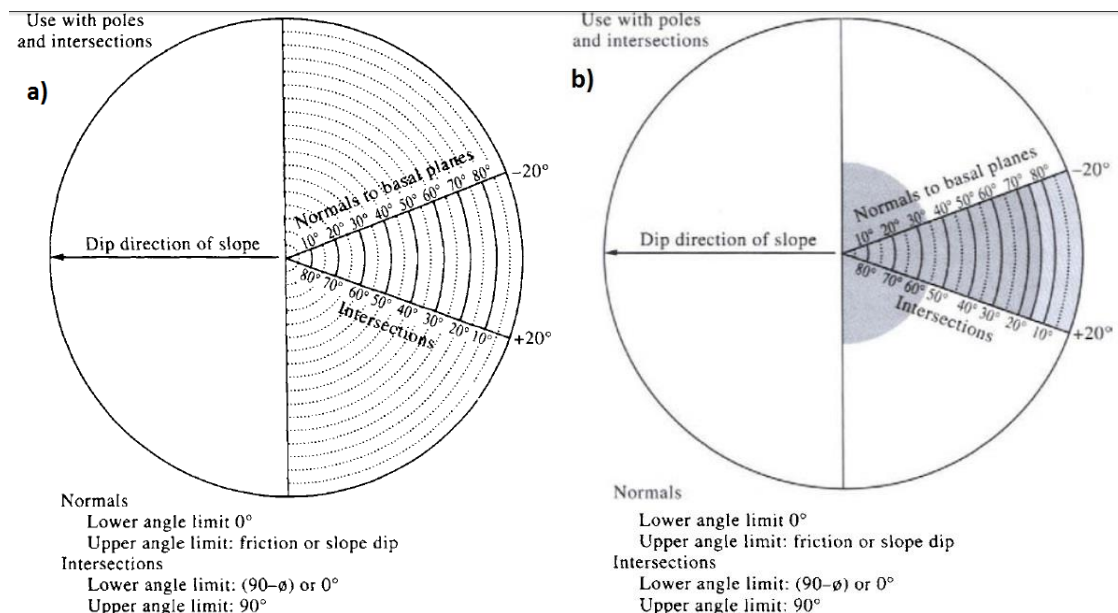 Use with poles
and intersections
a)
Normals to basal planes
10° 20° 30° 40° 50° 60° 70° 80°
–20°
Dip direction of slope
80° 70° 60° 50° 40° 30° 20° 10°
Intersections
+20°
Normals
Lower angle limit 0°
Upper angle limit: friction or slope dip
Intersections
Lower angle limit: (90–ø) or 0°
Upper angle limit: 90°
Use with poles
and intersections
b)
Normals to basal planes
10° 20° 30° 40° 50° 60° 70° 80°
–20°
Dip direction of slope
80° 70° 60° 50° 40° 30° 20° 10°
Intersections
+20°
Normals
Lower angle limit 0°
Upper angle limit: friction or slope dip
Intersections
Lower angle limit: (90–ø) or 0°
Upper angle limit: 90°